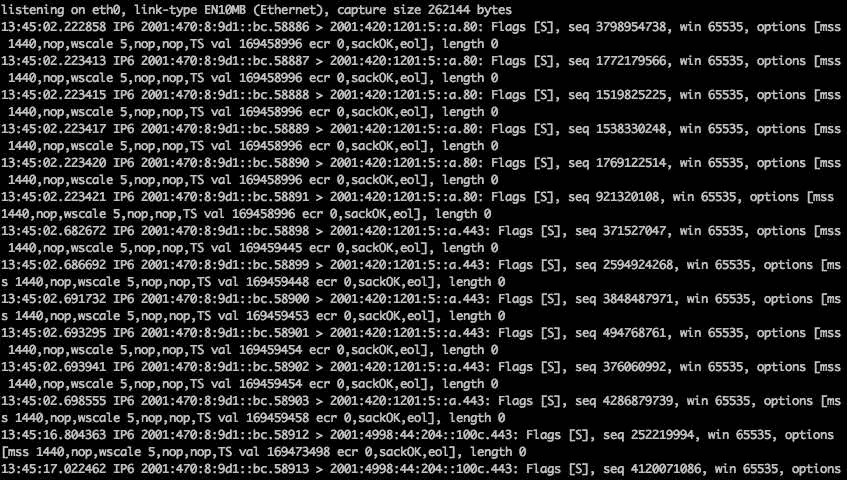 listening on eth0, link-type EN10MB (Ethernet), capture size 262144 bytes
13:45:02.222858 IP6 2001:470:8:9d1::bc.58886 > 2001:420:1201:5::a.80: Flags [S], seq 3798954738, win 65535, options [mss
 1440,nop,wscale 5,nop,nop,TS val 169458996 ecr 0,sackOK,eol], length 0
13:45:02.223413 IP6 2001:470:8:9d1::bc.58887 > 2001:420:1201:5::a.80: Flags [S], seq 1772179566, win 65535, options [mss
 1440,nop,wscale 5,nop,nop,TS val 169458996 ecr 0,sackOK,eol], length 0
13:45:02.223415 IP6 2001:470:8:9d1::bc.58888 > 2001:420:1201:5::a.80: Flags [S], seq 1519825225, win 65535, options [mss
 1440,nop,wscale 5,nop,nop,TS val 169458996 ecr 0,sackOK,eol], length 0
13:45:02.223417 IP6 2001:470:8:9d1::bc.58889 > 2001:420:1201:5::a.80: Flags [S], seq 1538330248, win 65535, options [mss
 1440,nop,wscale 5,nop,nop,TS val 169458996 ecr 0,sackOK,eol], length 0
13:45:02.223420 IP6 2001:470:8:9d1::bc.58890 > 2001:420:1201:5::a.80: Flags [S], seq 1769122514, win 65535, options [mss
 1440,nop,wscale 5,nop,nop,TS val 169458996 ecr 0,sackOK,eol], length 0
13:45:02.223421 IP6 2001:470:8:9d1::bc.58891 > 2001:420:1201:5::a.80: Flags [S], seq 921320108, win 65535, options [mss
1440,nop,wscale 5,nop,nop,TS val 169458996 ecr 0,sackOK,eol], length 0
13:45:02.682672 IP6 2001:470:8:9d1::bc.58898 > 2001:420:1201:5::a.443: Flags [S], seq 371527047, win 65535, options [mss
 1440,nop,wscale 5,nop,nop,TS val 169459445 ecr 0,sackOK,eol], length 0
13:45:02.686692 IP6 2001:470:8:9d1::bc.58899 > 2001:420:1201:5::a.443: Flags [S], seq 2594924268, win 65535, options [ms
s 1440,nop,wscale 5,nop,nop,TS val 169459448 ecr 0,sackOK,eol], length 0
13:45:02.691732 IP6 2001:470:8:9d1::bc.58900 > 2001:420:1201:5::a.443: Flags [S], seq 3848487971, win 65535, options [ms
s 1440,nop,wscale 5,nop,nop,TS val 169459453 ecr 0,sackOK,eol], length 0
13:45:02.693295 IP6 2001:470:8:9d1::bc.58901 > 2001:420:1201:5::a.443: Flags [S], seq 494768761, win 65535, options [mss
 1440,nop,wscale 5,nop,nop,TS val 169459454 ecr 0,sackOK,eol], length 0
13:45:02.693941 IP6 2001:470:8:9d1::bc.58902 > 2001:420:1201:5::a.443: Flags [S], seq 376060992, win 65535, options [mss
 1440,nop,wscale 5,nop,nop,TS val 169459454 ecr 0,sackOK,eol], length 0
13:45:02.698555 IP6 2001:470:8:9d1::bc.58903 > 2001:420:1201:5::a.443: Flags [S], seq 4286879739, win 65535, options [ms
s 1440,nop,wscale 5,nop,nop,TS val 169459458 ecr 0,sackOK,eol], length 0
13:45:16.804363 IP6 2001:470:8:9d1::bc.58912 > 2001:4998:44:204::100c.443: Flags [S], seq 252219994, win 65535, options
[mss 1440,nop,wscale 5,nop,nop,TS val 169473498 ecr 0,sackOK,eol], length 0
13:45:17.022462 IP6 2001:470:8:9d1::bc.58913 > 2001:4998:44:204::100c.443: Flags [S], seq 4120071086, win 65535, options